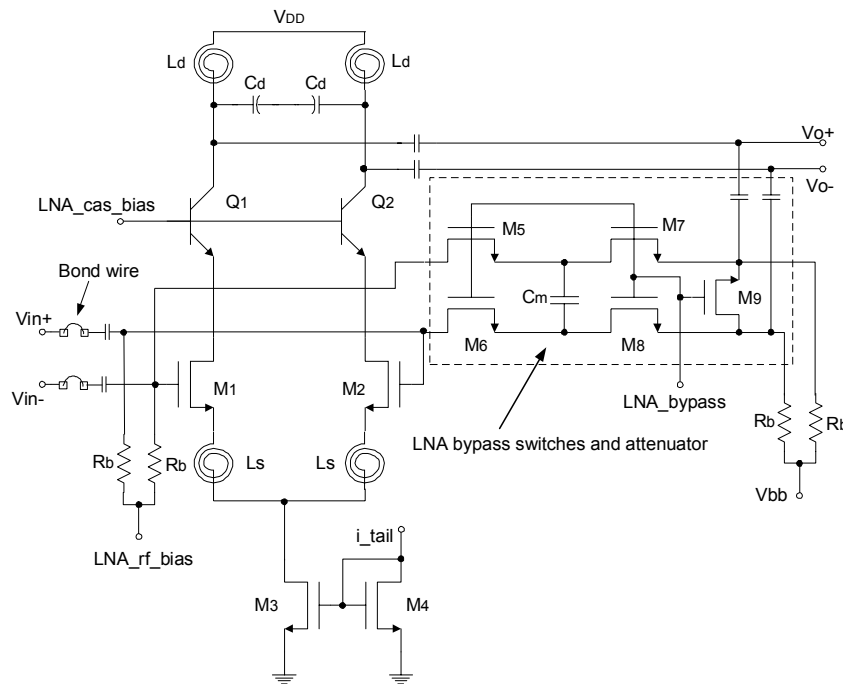 VDD
Ld
Ld
Cd
Cd
Vo+
Vo-
LNA_cas_bias
Q1
Q2
M5
M7
Bond wire
Cm
M9
Vin+
M6
M8
Vin-
M1
M2
LNA_bypass
LNA bypass switches and attenuator
Rb
Rb
Rb
Rb
Ls
Ls
Vbb
i_tail
LNA_rf_bias
M3
M4